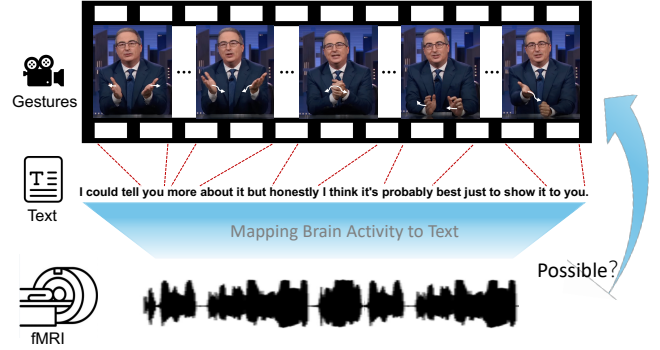 Gestures
I could tell you more about it but honestly I think it's probably best just to show it to you.
T
Text
Mapping Brain Activity to Text
Possible?
fMRI